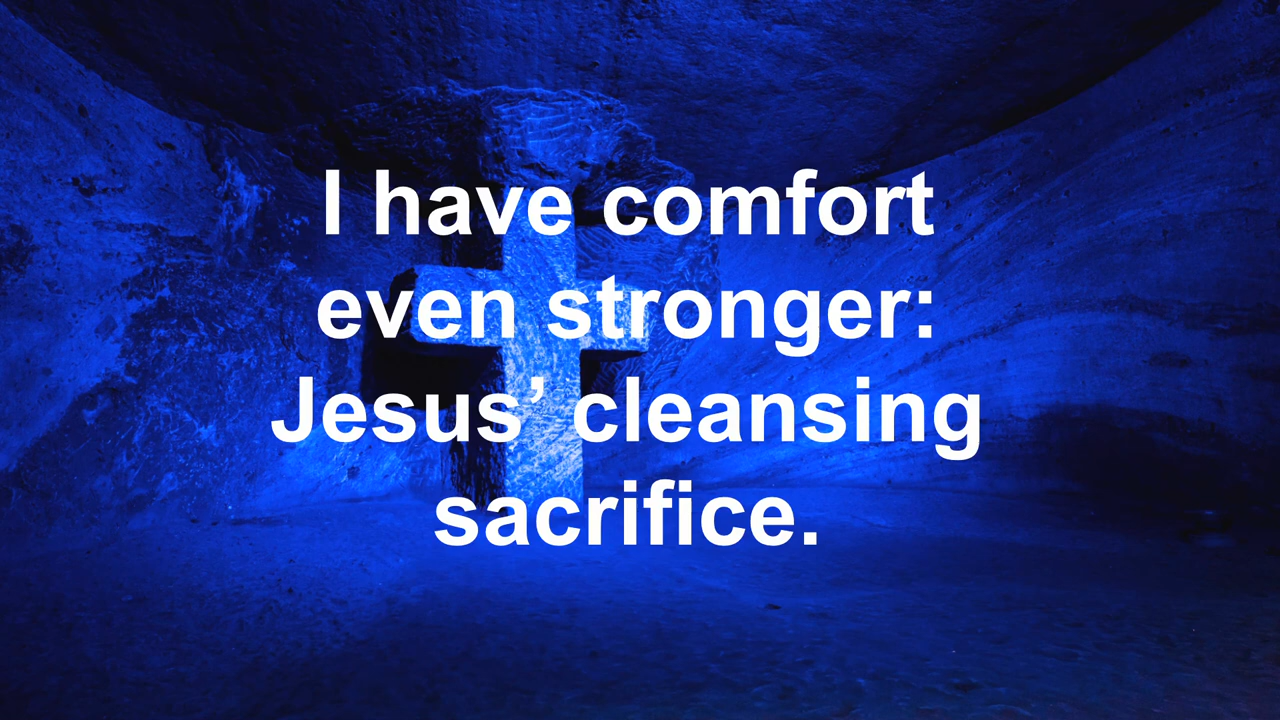 I have comfort
even stronger:
Jesus’ cleansing
sacrifice.